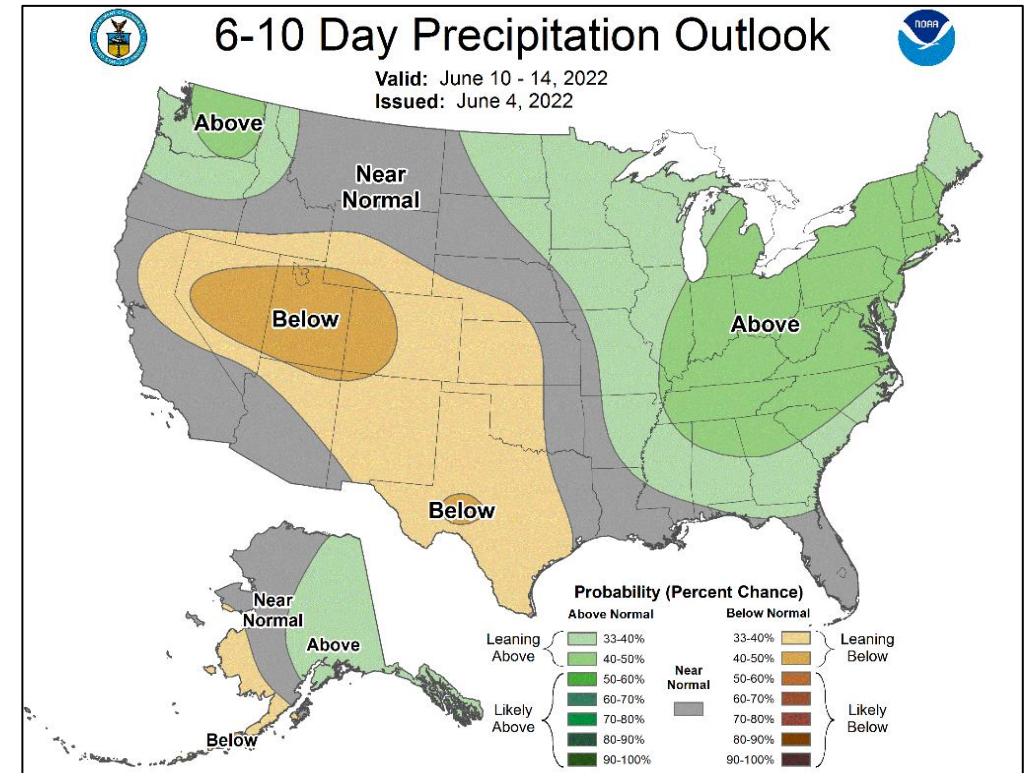 6-10 Day Precipitation Outlook
NOAA
Valid: June 10 - 14, 2022
Issued: June 4, 2022
Above
Near
Normal
Below
Above
Below
Near
Normal
Above
Below
Probability (Percent Chance)
Above Normal
Below Normal
Leaning
Above
33-40%
40-50%
50-60%
60-70%
70-80%
80-90%
90-100%
Likely
Above
Near
Normal
33-40%
40-50%
50-60%
60-70%
70-80%
80-90%
90-100%
Leaning
Below
Likely
Below